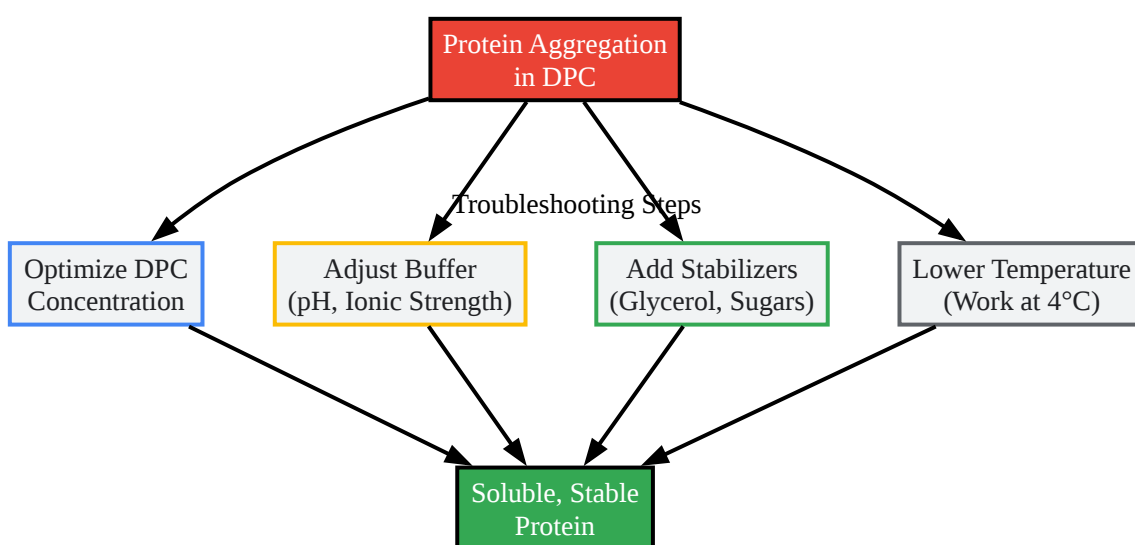 Protein Aggregation
in DPC
Troubleshooting Steps
Optimize DPC
Concentration
Adjust Buffer
(pH, Ionic Strength)
Add Stabilizers
(Glycerol, Sugars)
Lower Temperature
(Work at 4°C)
Soluble, Stable
Protein